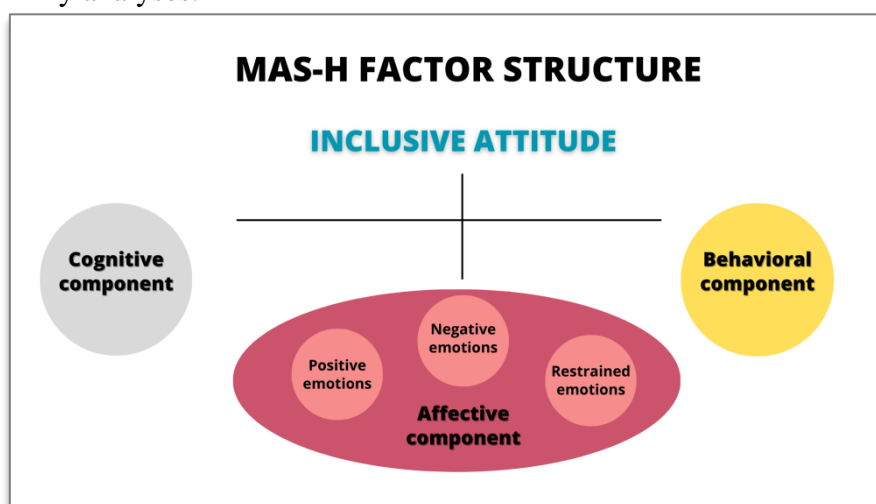 MAS-H FACTOR STRUCTURE
INCLUSIVE ATTITUDE
Cognitive
component
Behavioral
component
Positive
emotions
Negative
emotions
Restrained
emotions
Affective
component